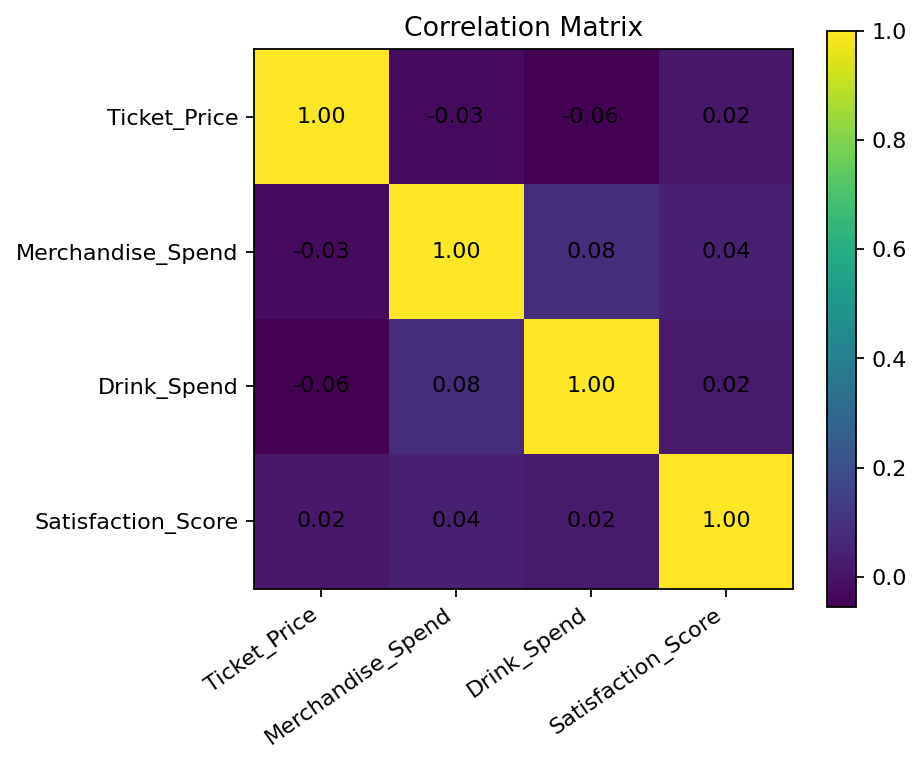 Correlation Matrix
Ticket_Price 1.00 -0.03 -0.06 0.02
Merchandise_Spend -0.03 1.00 0.08 0.04
Drink_Spend -0.06 0.08 1.00 0.02
Satisfaction_Score 0.02 0.04 0.02 1.00
Ticket_Price Merchandise_Spend Drink_Spend Satisfaction_Score
1.0
0.8
0.6
0.4
0.2
0.0